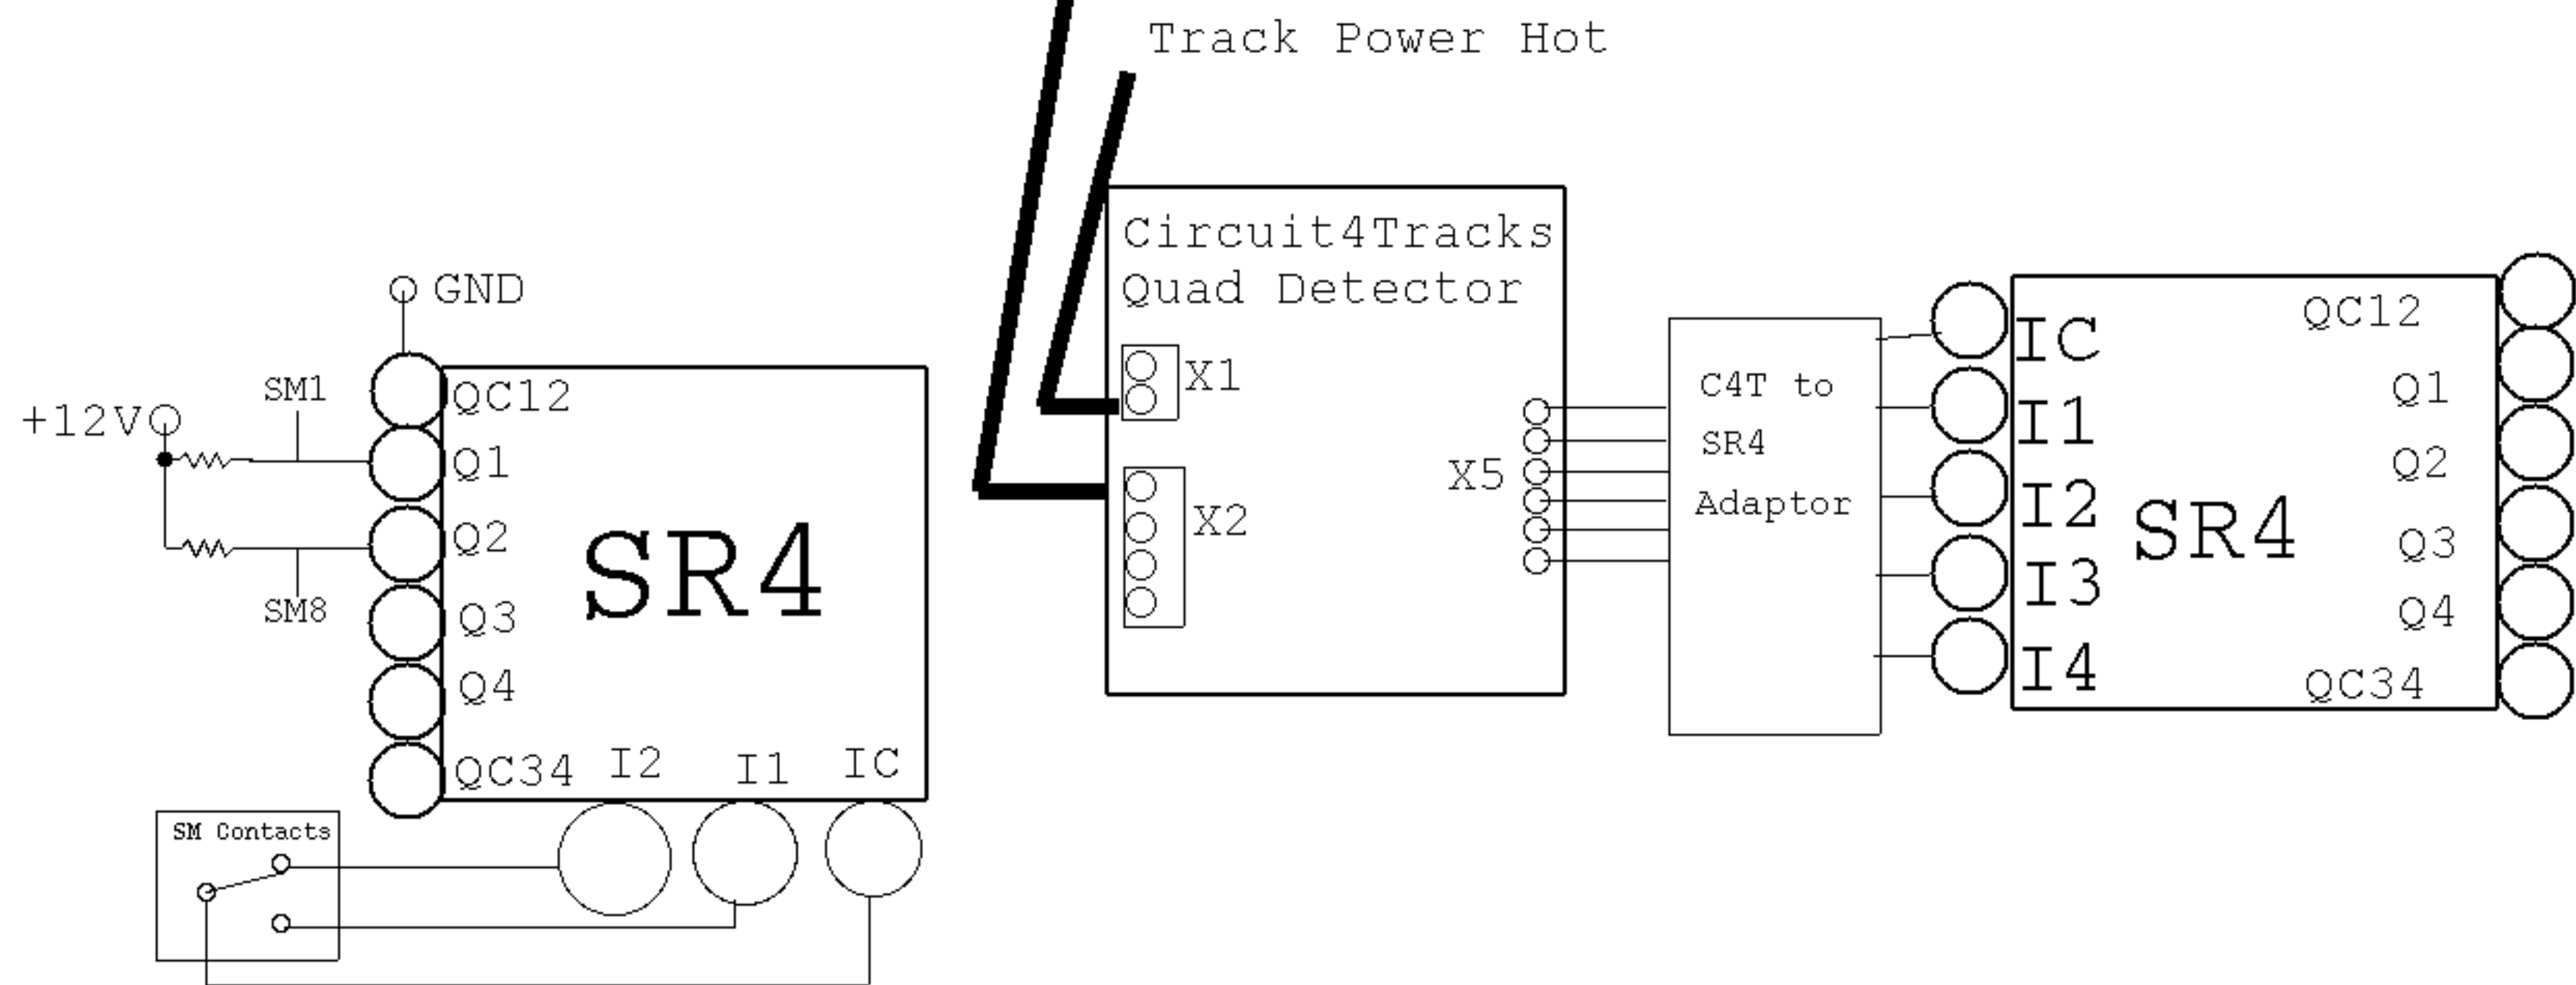 Track Power Hot
GND
+12V
SM1
SM8
QC12
Q1
Q2
Q3
Q4
QC34
SR4
I2
I1
IC
SM Contacts
Circuit4Tracks
Quad Detector
X1
X2
X5
C4T to
SR4
Adaptor
IC
I1
I2
I3
I4
SR4
QC12
Q1
Q2
Q3
Q4
QC34